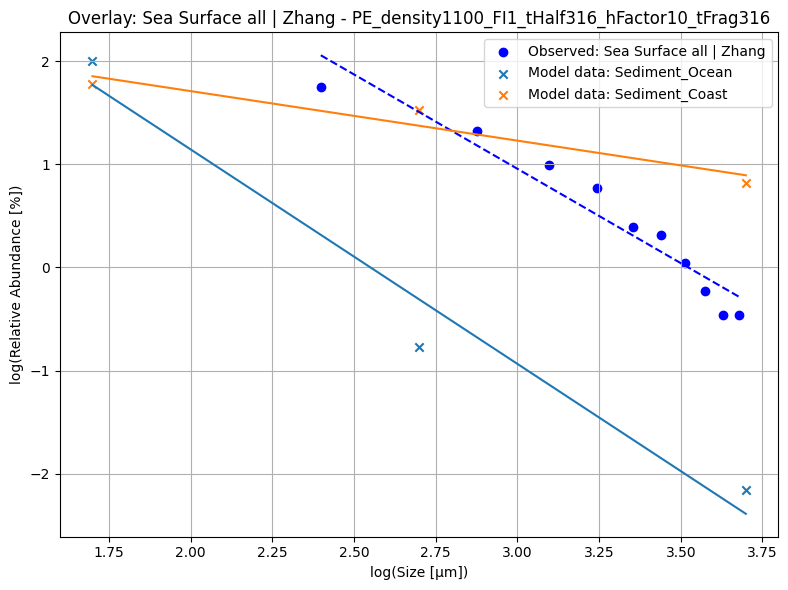 Overlay: Sea Surface all | Zhang - PE_density1100_FI1_tHalf316_hFactor10_tFrag316
Observed: Sea Surface all | Zhang
Model data: Sediment_Ocean
Model data: Sediment_Coast
log(Relative Abundance [%])
2
1
0
−1
−2
1.75
2.00
2.25
2.50
2.75
3.00
3.25
3.50
3.75
log(Size [μm])